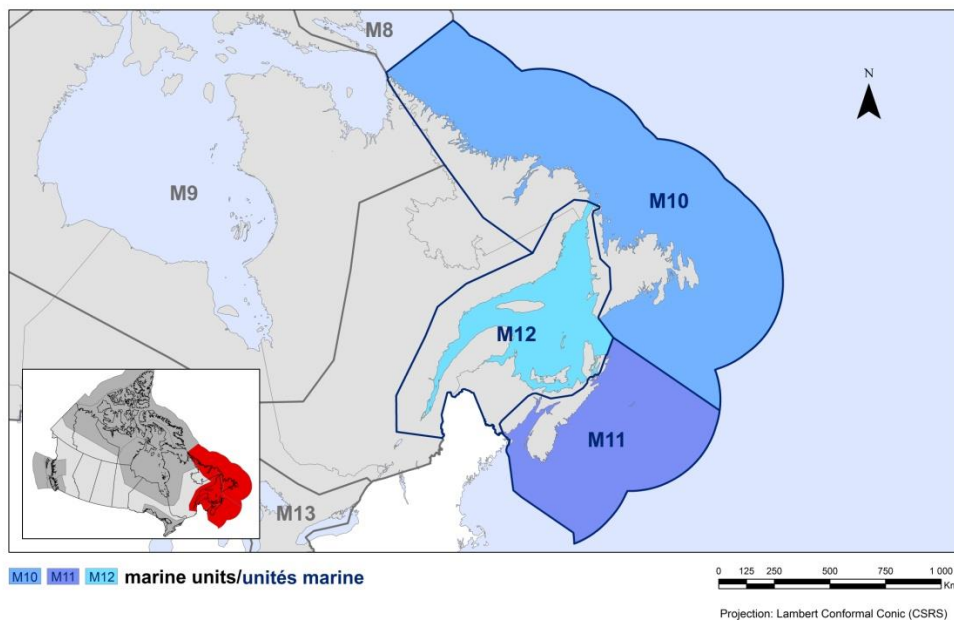 M8
N
M9
M10
M12
M11
M13
M10 M11 M12 marine units/unités marine
0 125 250 500 750 1 000
Km
Projection: Lambert Conformal Conic (CSRS)